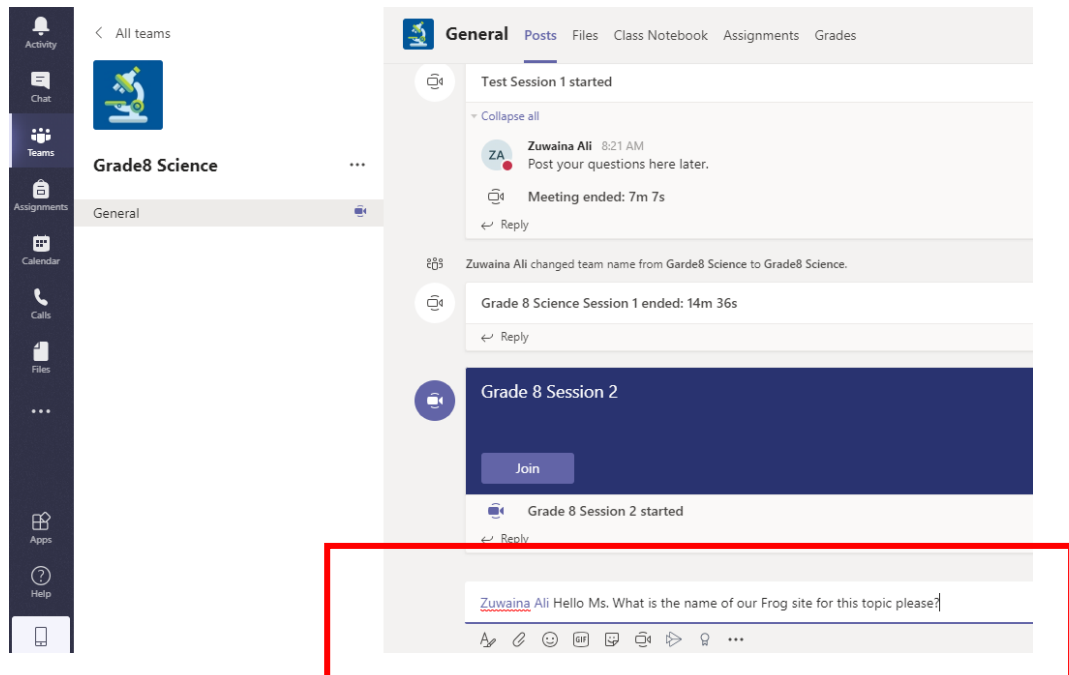 Activity
Chat
Teams
Assignments
Calendar
Calls
Files
Apps
Help
All teams
Grade8 Science
General
General Posts Files Class Notebook Assignments Grades
Test Session 1 started
Collapse all
ZA
Zuwaina Ali 8:21 AM
Post your questions here later.
Meeting ended: 7m 7s
Reply
Zuwaina Ali changed team name from Garde8 Science to Grade8 Science.
Grade 8 Science Session 1 ended: 14m 36s
Reply
Grade 8 Session 2
Join
Grade 8 Session 2 started
Reply
Zuwaina Ali Hello Ms. What is the name of our Frog site for this topic please?
GIF